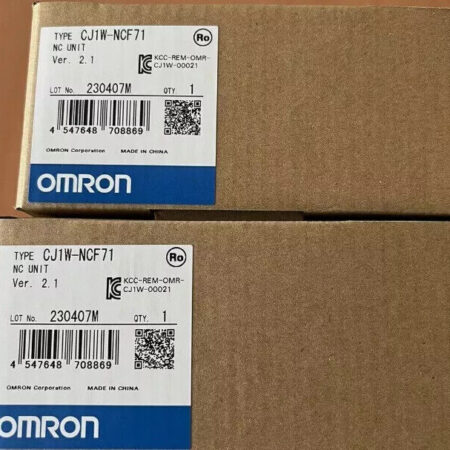 TYPE CJ1W-NCF71 Ro
NC UNIT
Ver. 2.1
KCC-REM-OMR-
CJ1W-00021
LOT No. 230407M QTY. 1
4 547648 708869
OMRON Corporation MADE IN CHINA
OMRON
TYPE CJ1W-NCF71 Ro
NC UNIT
Ver. 2.1
KCC-REM-OMR-
CJ1W-00021
LOT No. 230407M QTY. 1
4 547648 708869
OMRON Corporation MADE IN CHINA
OMRON